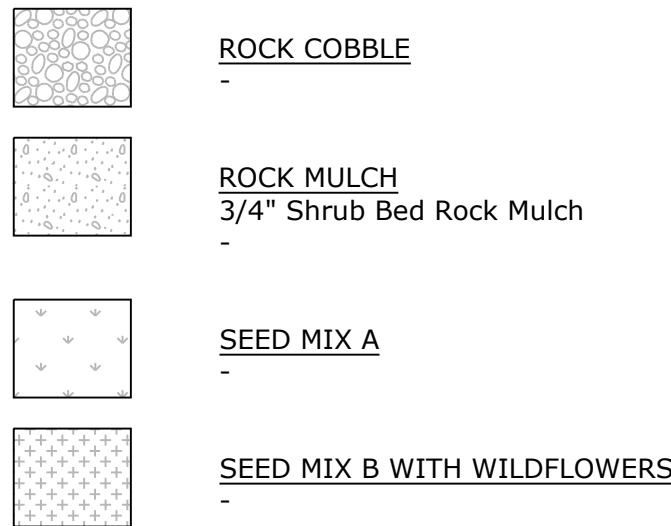 ROCK COBBLE
-
ROCK MULCH
3/4" Shrub Bed Rock Mulch
-
SEED MIX A
-
SEED MIX B WITH WILDFLOWERS
-